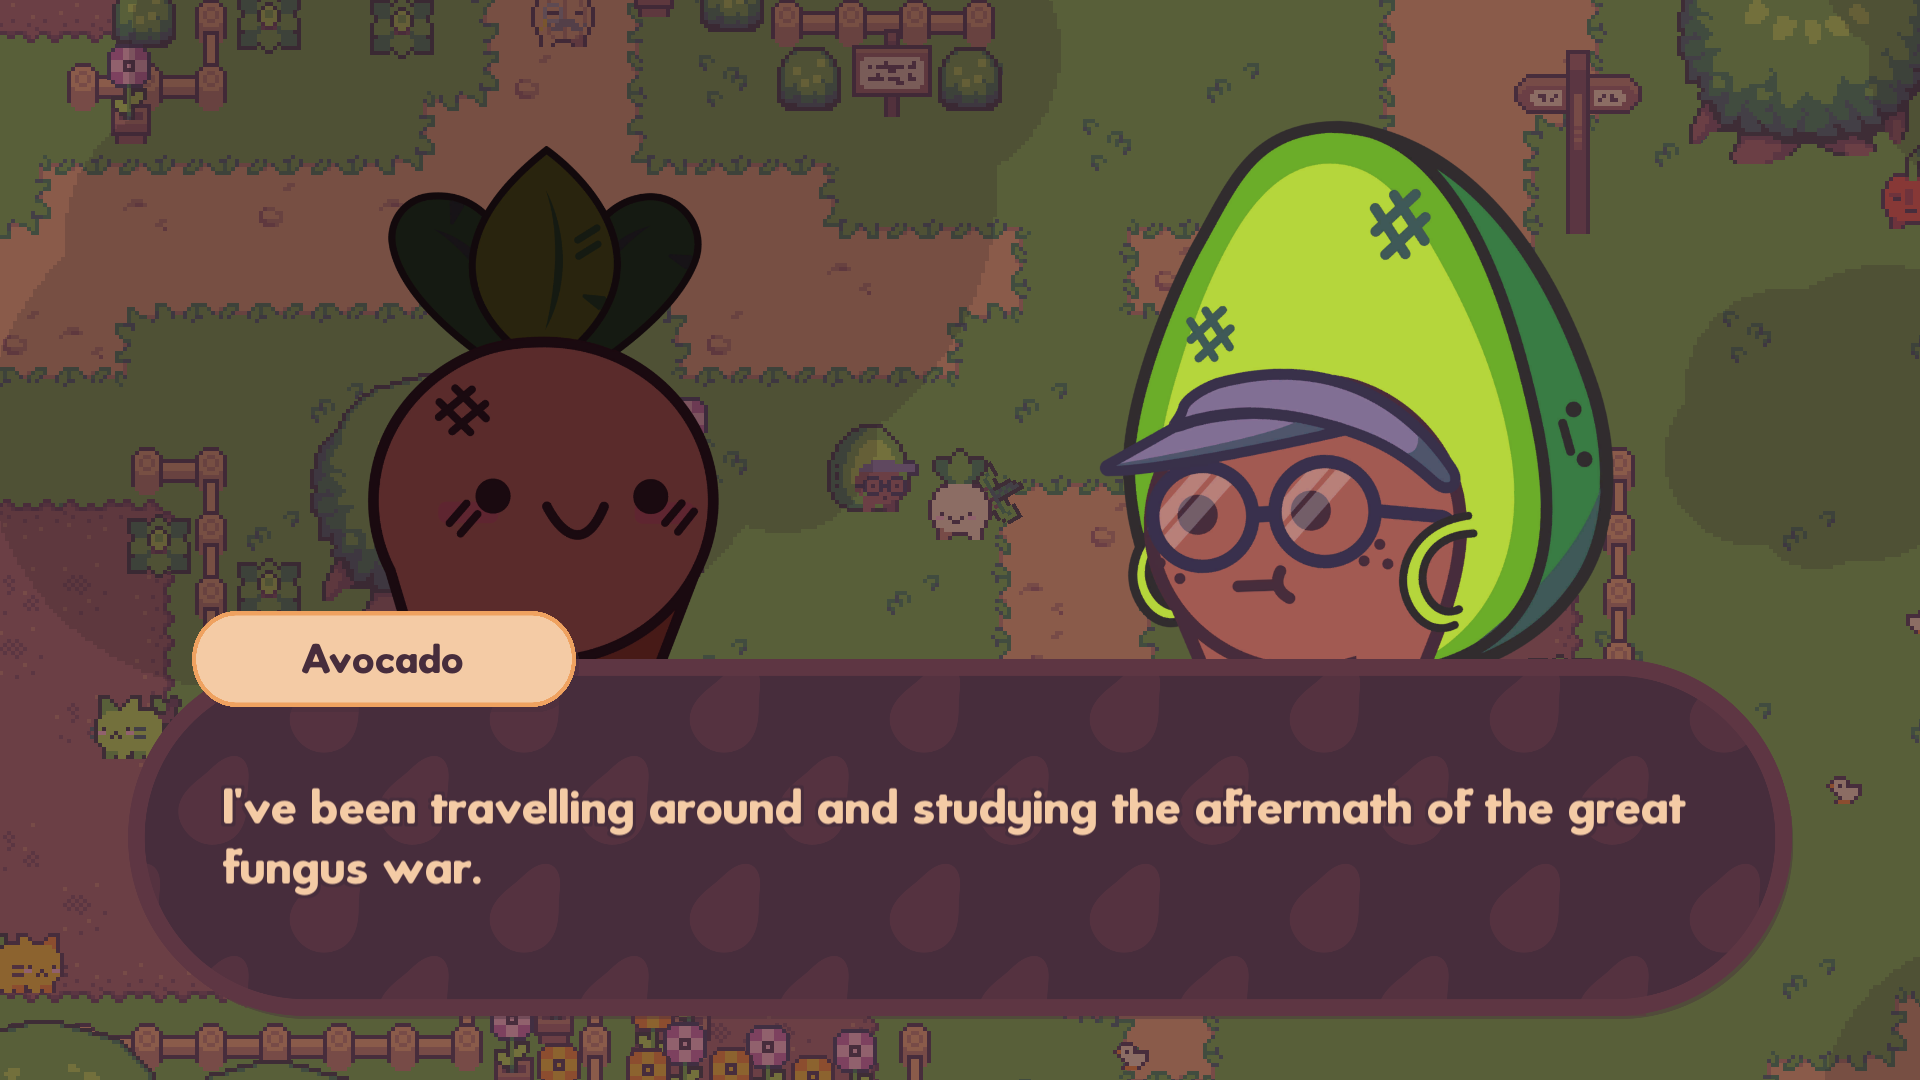 Avocado
I've been travelling around and studying the aftermath of the great
fungus war.